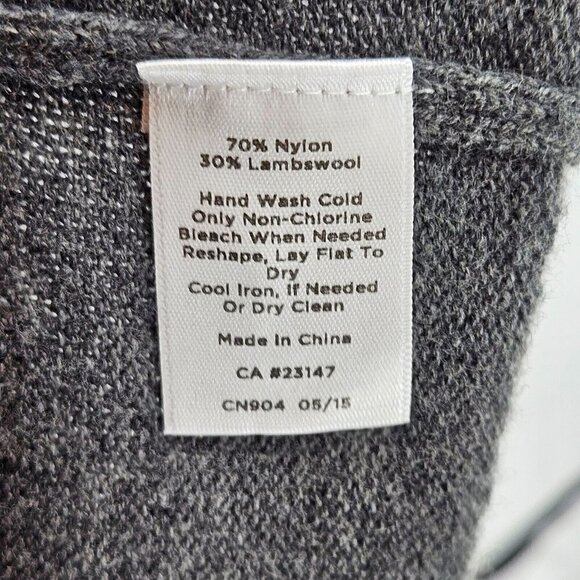 70% Nylon
30% Lambswool
Hand Wash Cold
Only Non-Chlorine
Bleach When Needed
Reshape, Lay Flat To
Dry
Cool Iron, If Needed
Or Dry Clean
Made In China
CA #23147
CN904 05/15